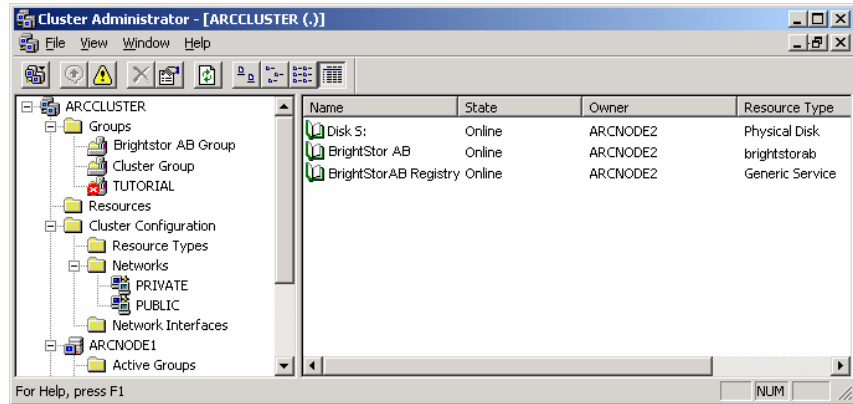 Cluster Administrator - [ARCCLUSTER (.)]
File View Window Help
ARCCLUSTER
Groups
Brightstor AB Group
Cluster Group
TUTORIAL
Resources
Cluster Configuration
Resource Types
Networks
PRIVATE
PUBLIC
Network Interfaces
ARCNODE1
Active Groups
Name State Owner Resource Type
Disk S: Online ARCNODE2 Physical Disk
BrightStor AB Online ARCNODE2 brightstorab
BrightStorAB Registry Online ARCNODE2 Generic Service
For Help, press F1
NUM